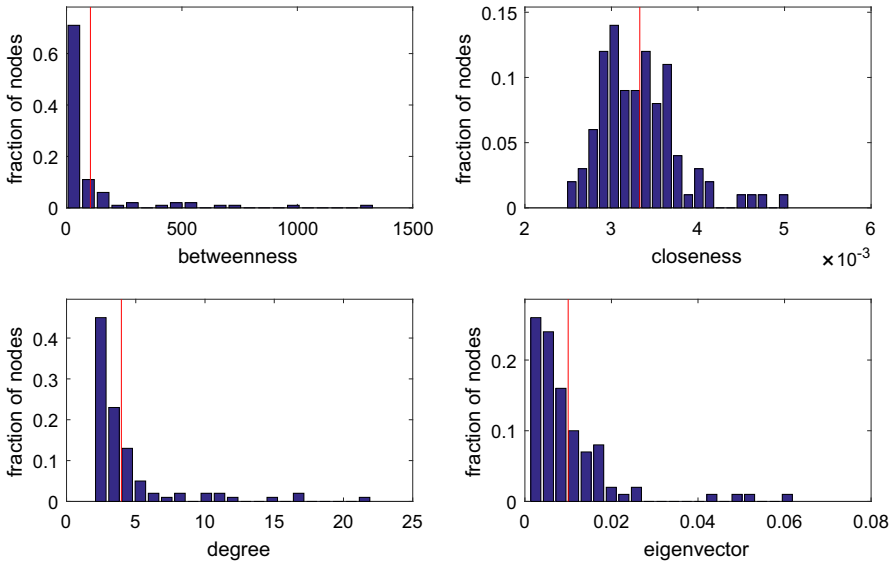 fraction of nodes
0.6
0.4
0.2
0
0 500 1000 1500
betweenness
fraction of nodes
0.15
0.1
0.05
0
2 3 4 5 6
closeness ×10⁻³
fraction of nodes
0.4
0.3
0.2
0.1
0
0 5 10 15 20 25
degree
fraction of nodes
0.2
0.1
0
0 0.02 0.04 0.06 0.08
eigenvector